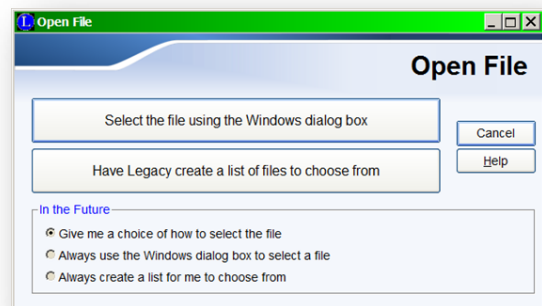 L Open File
Open File
Select the file using the Windows dialog box
Cancel
Have Legacy create a list of files to choose from
Help
In the Future
Give me a choice of how to select the file
Always use the Windows dialog box to select a file
Always create a list for me to choose from